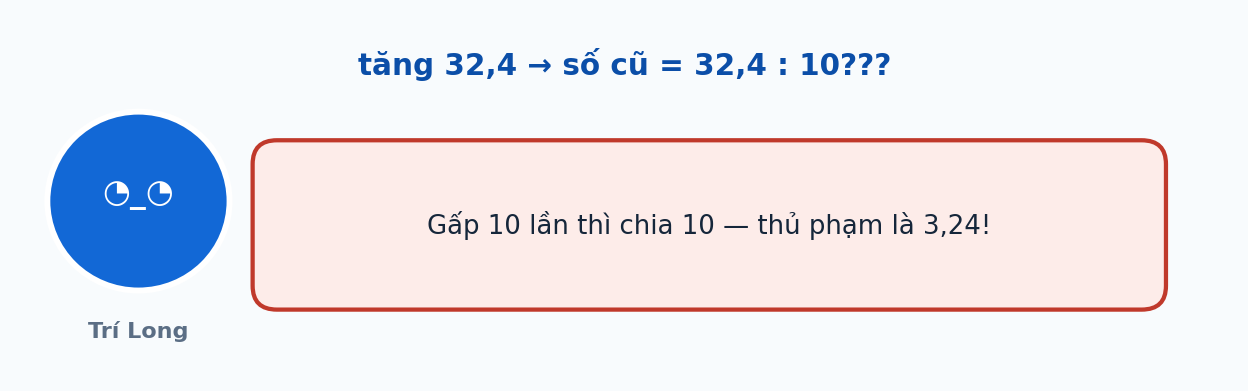 tăng 32,4 → số cũ = 32,4 : 10???
◔_◔
Gấp 10 lần thì chia 10 — thủ phạm là 3,24!
Trí Long